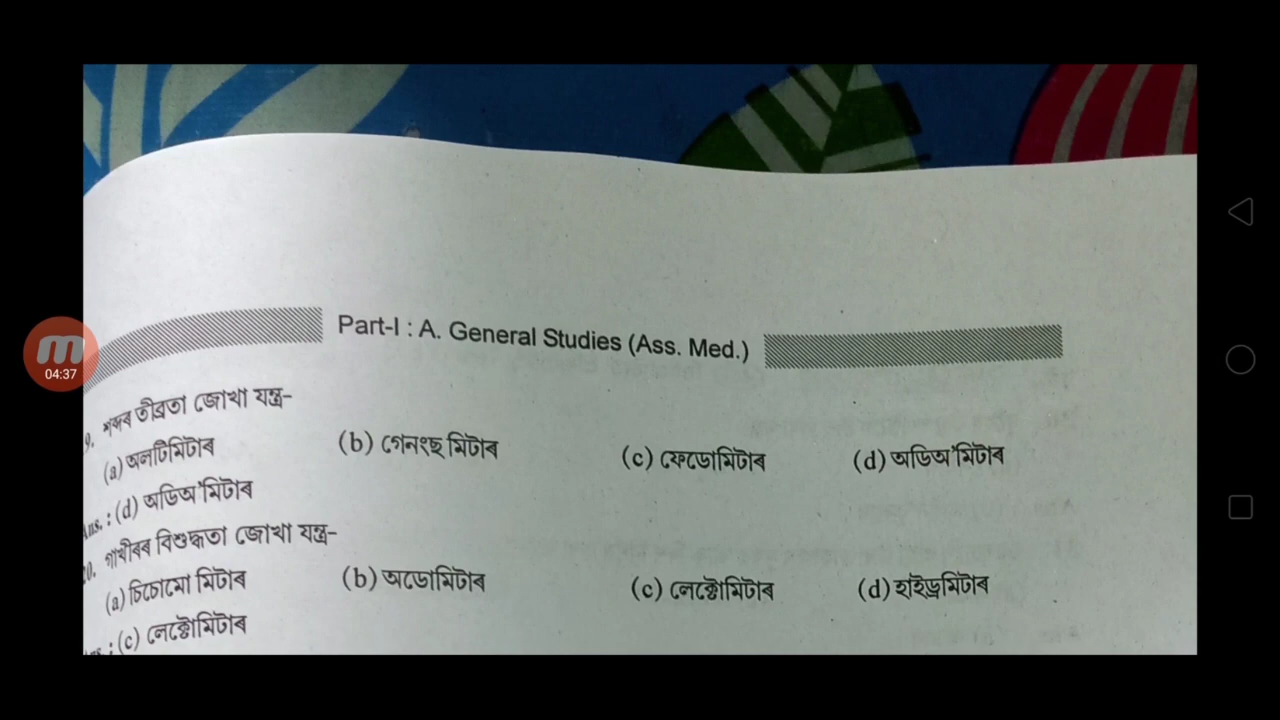 Part-I : A. General Studies (Ass. Med.)
04:37
9. শব্দৰ তীব্ৰতা জোখা যন্ত্ৰ-
(a) অলটিমিটাৰ (b) গেনংছ মিটাৰ (c) ফেডোমিটাৰ (d) অডিঅ'মিটাৰ
Ans. : (d) অডিঅ'মিটাৰ
20. গাখীৰৰ বিশুদ্ধতা জোখা যন্ত্ৰ-
(a) চিচোমো মিটাৰ (b) অডোমিটাৰ (c) লেক্টোমিটাৰ (d) হাইড্ৰমিটাৰ
: (c) লেক্টোমিটাৰ